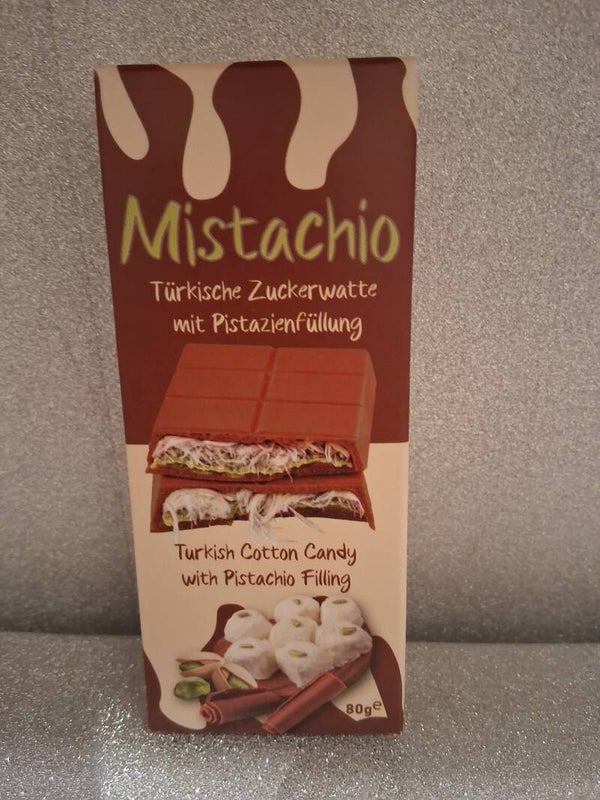 Mistachio
Türkische Zuckerwatte
mit Pistazienfüllung
Turkish Cotton Candy
with Pistachio Filling
80g℮